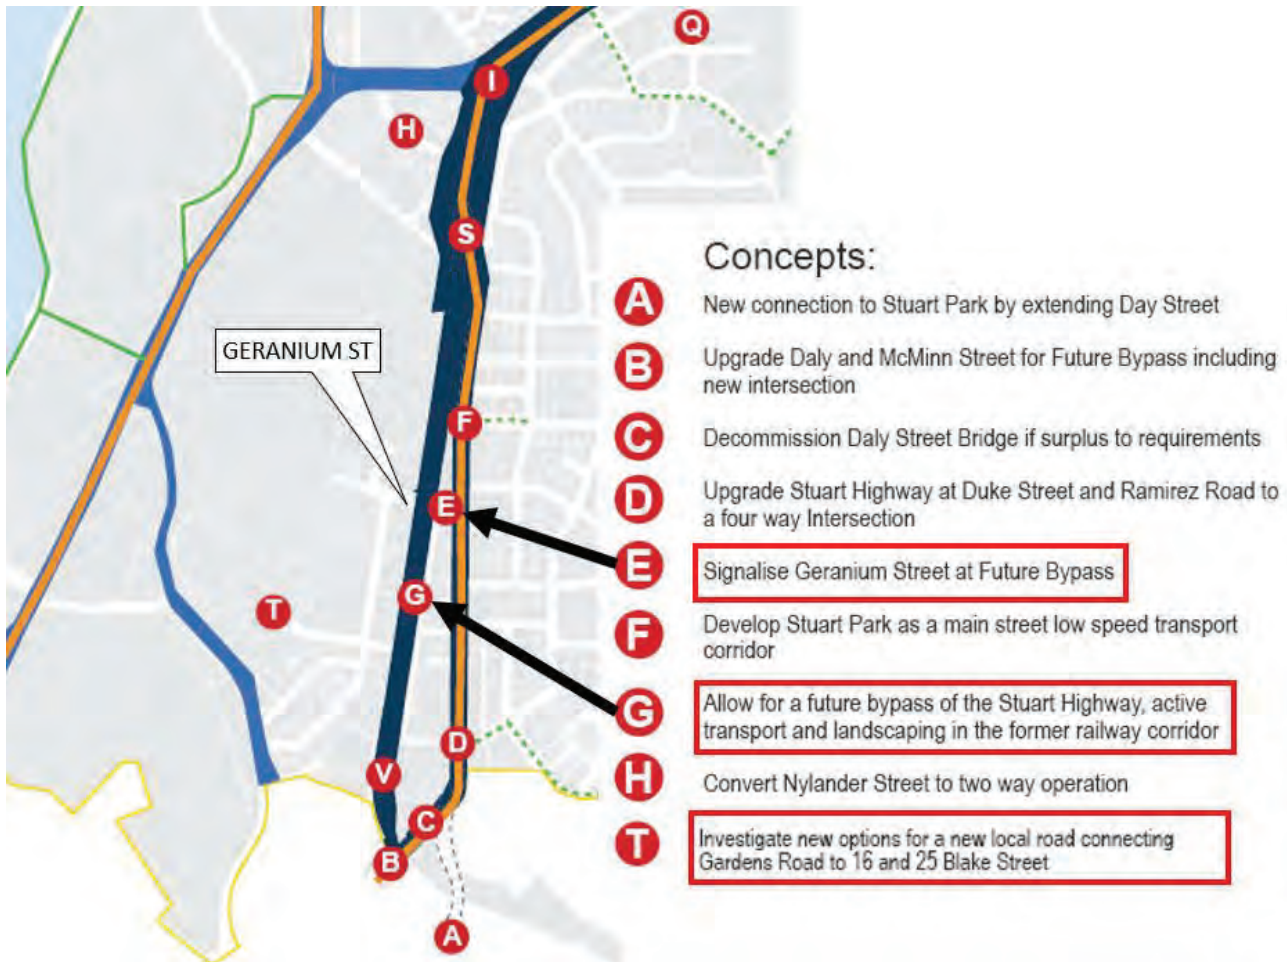 Q
I
H
S
GERANIUM ST
F
E
G
T
D
V
C
B
A
Concepts:
A New connection to Stuart Park by extending Day Street
B Upgrade Daly and McMinn Street for Future Bypass including
new intersection
C Decommission Daly Street Bridge if surplus to requirements
D Upgrade Stuart Highway at Duke Street and Ramirez Road to
a four way Intersection
E Signalise Geranium Street at Future Bypass
F Develop Stuart Park as a main street low speed transport
corridor
G Allow for a future bypass of the Stuart Highway, active
transport and landscaping in the former railway corridor
H Convert Nylander Street to two way operation
T Investigate new options for a new local road connecting
Gardens Road to 16 and 25 Blake Street